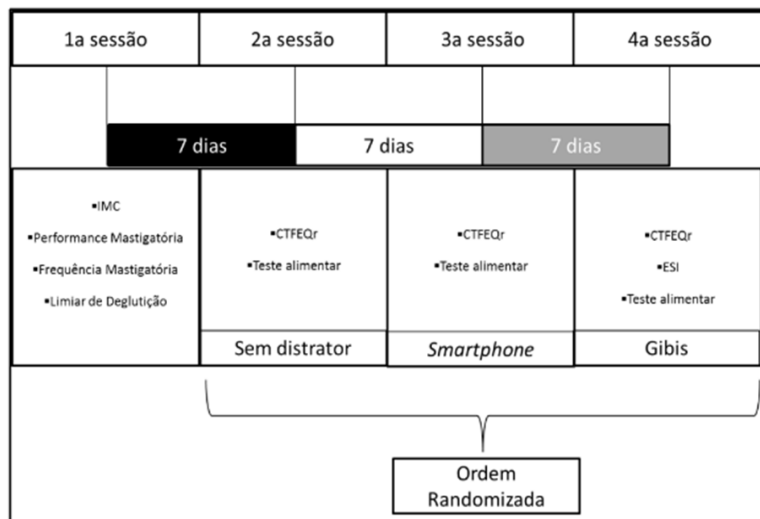 1a sessão
2a sessão
3a sessão
4a sessão
7 dias
7 dias
7 dias
▪IMC
▪Performance Mastigatória
▪Frequência Mastigatória
▪Limiar de Deglutição
▪CTFEQr
▪Teste alimentar
Sem distrator
▪CTFEQr
▪Teste alimentar
Smartphone
▪CTFEQr
▪ESI
▪Teste alimentar
Gibis
Ordem
Randomizada